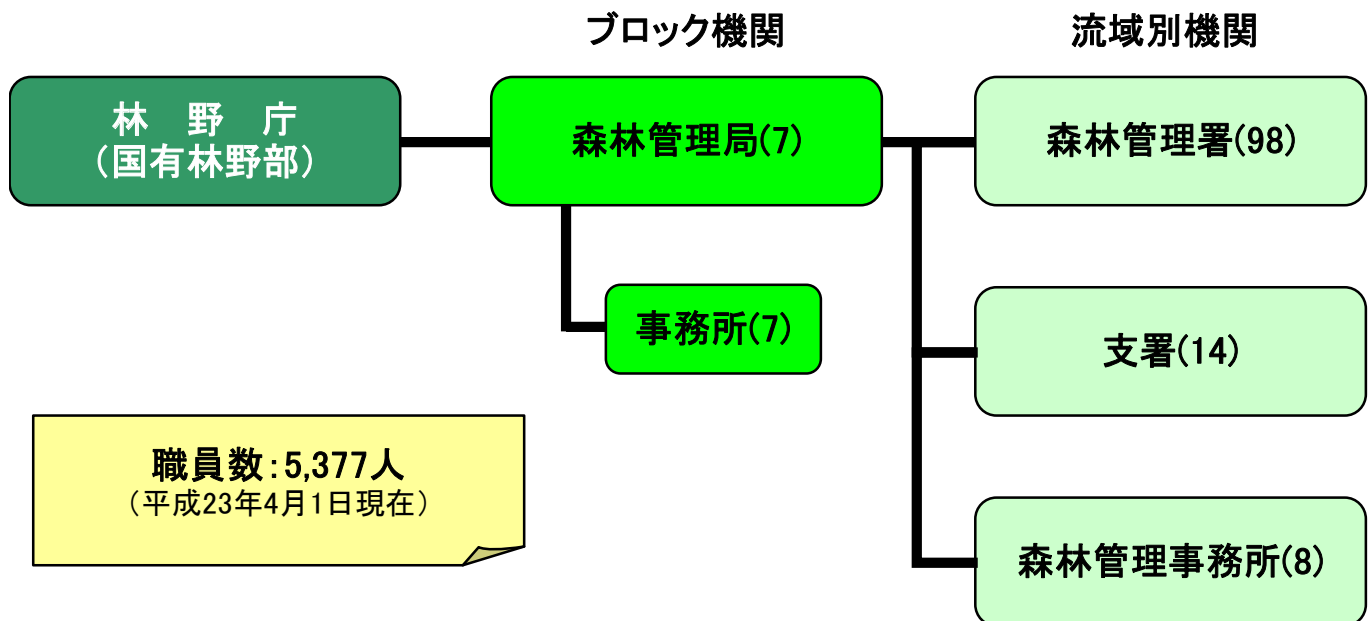 ブロック機関
流域別機関
林　野　庁
（国有林野部）
森林管理局(7)
森林管理署(98)
事務所(7)
支署(14)
職員数：5,377人
（平成23年4月1日現在）
森林管理事務所(8)